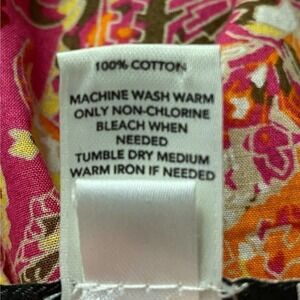 100% COTTON
MACHINE WASH WARM
ONLY NON-CHLORINE
BLEACH WHEN
NEEDED
TUMBLE DRY MEDIUM
WARM IRON IF NEEDED